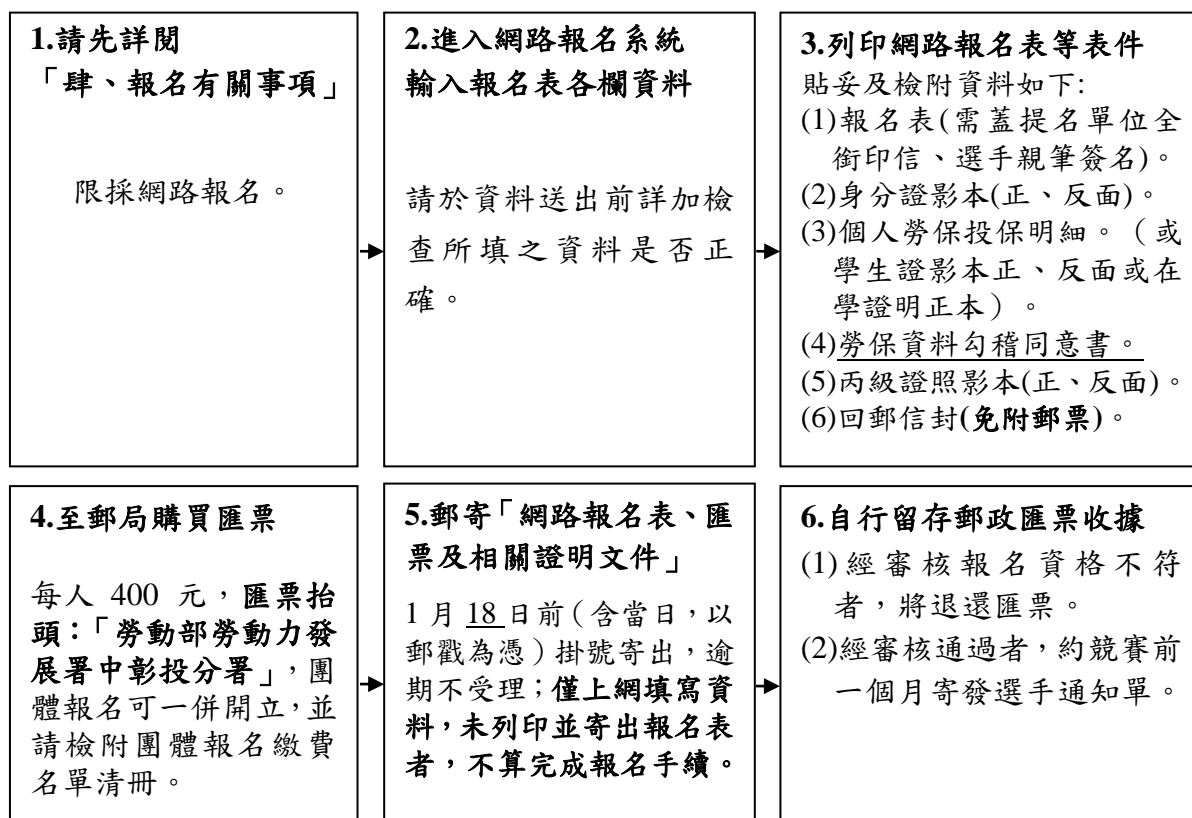 1.請先詳閱
「肆、報名有關事項」
限採網路報名。
2.進入網路報名系統
輸入報名表各欄資料
請於資料送出前詳加檢
查所填之資料是否正
確。
3.列印網路報名表等表件
貼妥及檢附資料如下:
(1)報名表(需蓋提名單位全
銜印信、選手親筆簽名)。
(2)身分證影本(正、反面)。
(3)個人勞保投保明細。（或
學生證影本正、反面或在
學證明正本）。
(4)勞保資料勾稽同意書。
(5)丙級證照影本(正、反面)。
(6)回郵信封(免附郵票)。
4.至郵局購買匯票
每人 400 元，匯票抬
頭：「勞動部勞動力發
展署中彰投分署」，團
體報名可一併開立，並
請檢附團體報名繳費
名單清冊。
5.郵寄「網路報名表、匯
票及相關證明文件」
1 月 18 日前（含當日，以
郵戳為憑）掛號寄出，逾
期不受理；僅上網填寫資
料，未列印並寄出報名表
者，不算完成報名手續。
6.自行留存郵政匯票收據
(1)經審核報名資格不符
者，將退還匯票。
(2)經審核通過者，約競賽前
一個月寄發選手通知單。